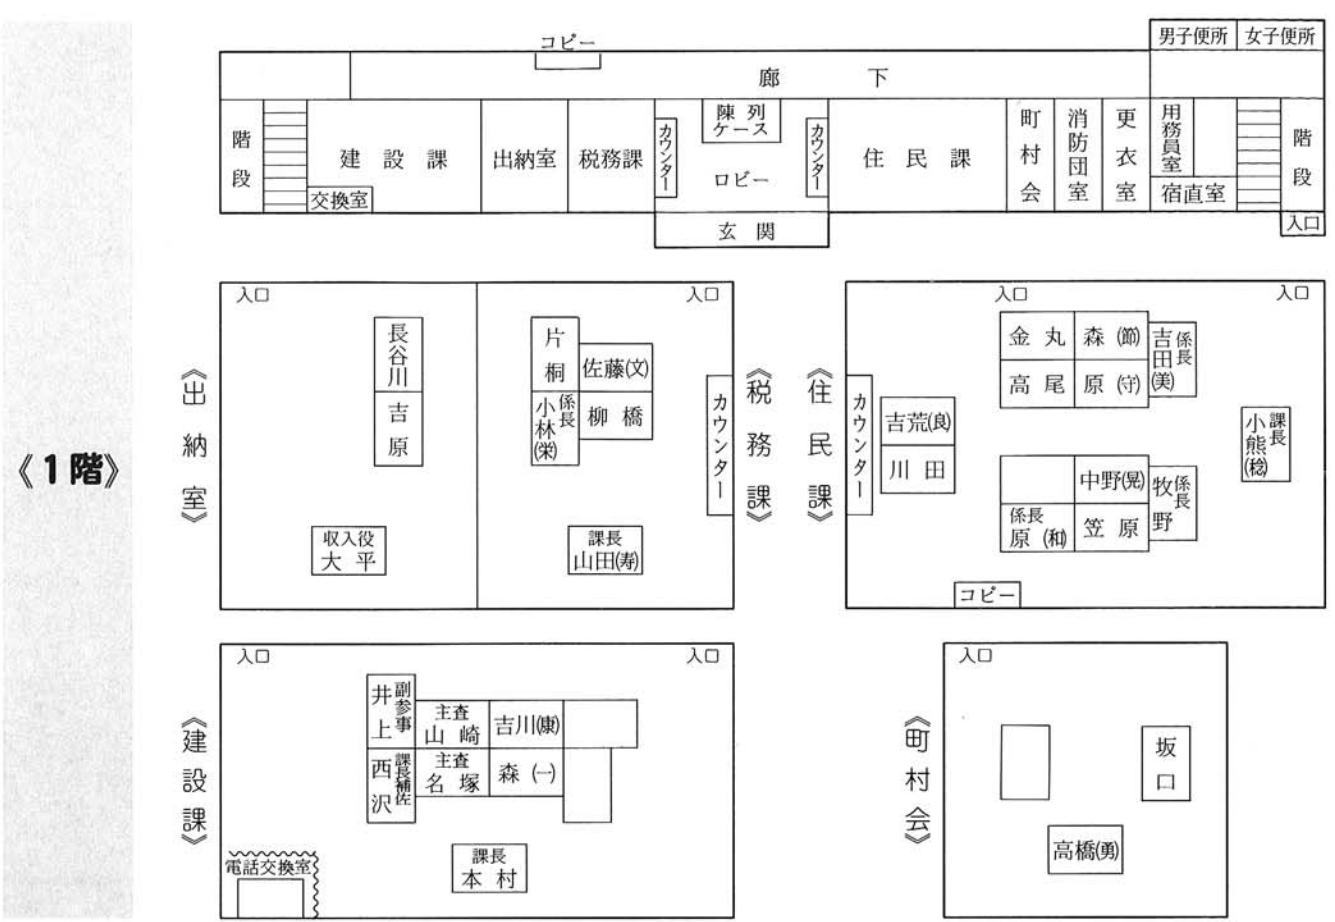 《1階》
コピー
男子便所
女子便所
廊下
階段
建設課
交換室
出納室
税務課
カウンター
陳列
ケース
ロビー
カウンター
住民課
町村会
消防団室
更衣室
用務員室
宿直室
階段
入口
玄関
《出納室》
入口
長谷川
吉原
収入役
大平
《税務課》
入口
片桐
佐藤(文)
係長
小林(栄)
柳橋
カウンター
課長
山田(寿)
《住民課》
入口
入口
カウンター
吉荒(良)
川田
金丸
森(節)
係長
吉田(美)
高尾
原(守)
課長
小熊(稔)
中野(晃)
係長
牧野
係長
原(和)
笠原
コピー
《建設課》
入口
入口
副参事
井上
主査
山崎
吉川(康)
課長補佐
西沢
主査
名塚
森(一)
課長
本村
電話交換室
《町村会》
入口
坂口
高橋(勇)